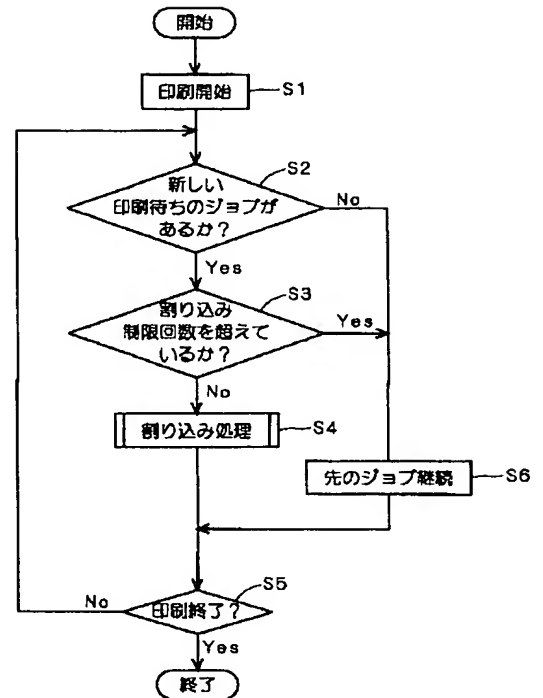 開始
印刷開始
S1
S2
新しい
印刷待ちのジョブが
あるか?
No
Yes
S3
割り込み
制限回数を超えて
いるか?
Yes
No
割り込み処理
S4
先のジョブ継続
S6
S5
印刷終了?
No
Yes
終了